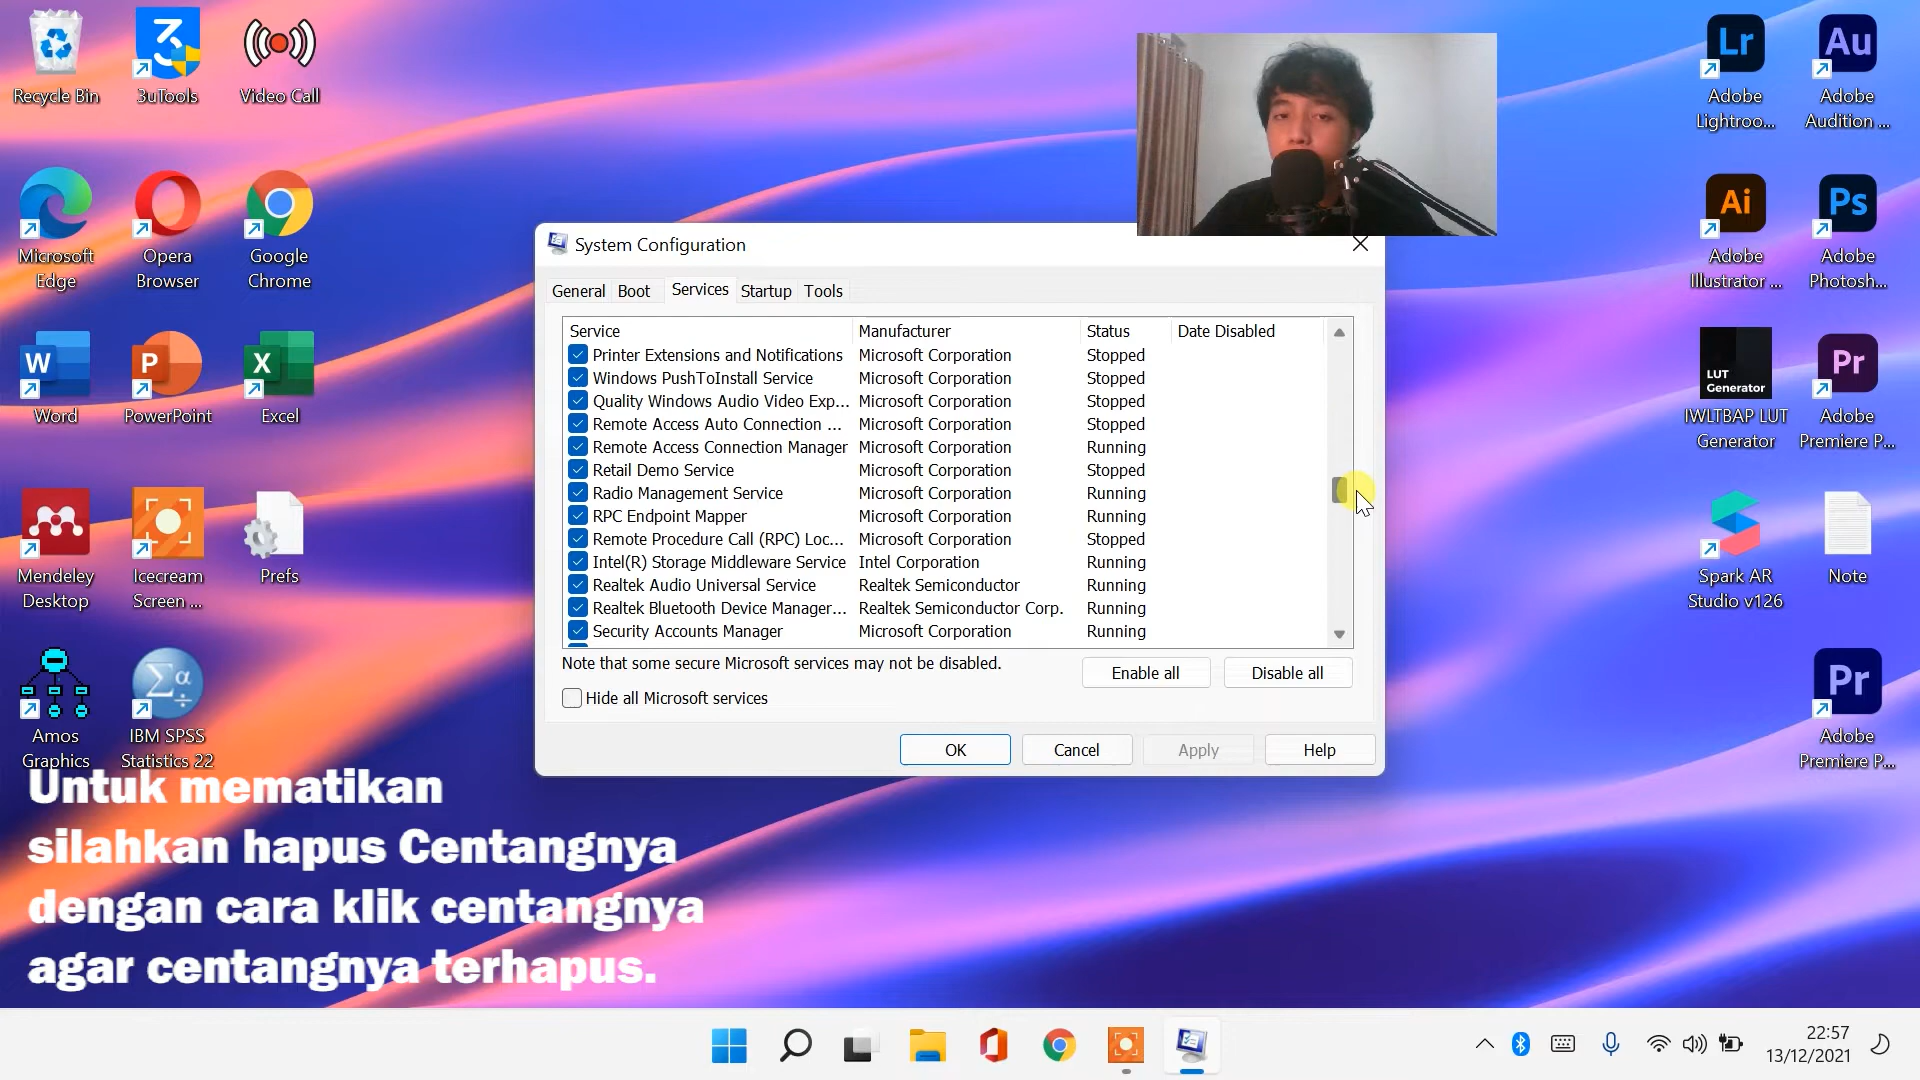 Recycle Bin
3uTools
Video Call
Microsoft Edge
Opera Browser
Google Chrome
Word
PowerPoint
Excel
Mendeley Desktop
Icecream Screen ...
Prefs
Amos Graphics
IBM SPSS Statistics 22
Lr
Adobe Lightroo...
Au
Adobe Audition ...
Ai
Adobe Illustrator ...
Ps
Adobe Photosh...
LUT Generator
IWLTBAP LUT Generator
Pr
Adobe Premiere P...
Spark AR Studio v126
Note
Pr
Adobe Premiere P...
System Configuration
General Boot Services Startup Tools
Service Manufacturer Status Date Disabled
Printer Extensions and Notifications Microsoft Corporation Stopped
Windows PushToInstall Service Microsoft Corporation Stopped
Quality Windows Audio Video Exp... Microsoft Corporation Stopped
Remote Access Auto Connection ... Microsoft Corporation Stopped
Remote Access Connection Manager Microsoft Corporation Running
Retail Demo Service Microsoft Corporation Stopped
Radio Management Service Microsoft Corporation Running
RPC Endpoint Mapper Microsoft Corporation Running
Remote Procedure Call (RPC) Loc... Microsoft Corporation Stopped
Intel(R) Storage Middleware Service Intel Corporation Running
Realtek Audio Universal Service Realtek Semiconductor Running
Realtek Bluetooth Device Manager... Realtek Semiconductor Corp. Running
Security Accounts Manager Microsoft Corporation Running
Note that some secure Microsoft services may not be disabled.
Enable all Disable all
Hide all Microsoft services
OK Cancel Apply Help
Untuk mematikan
silahkan hapus Centangnya
dengan cara klik centangnya
agar centangnya terhapus.
22:57
13/12/2021